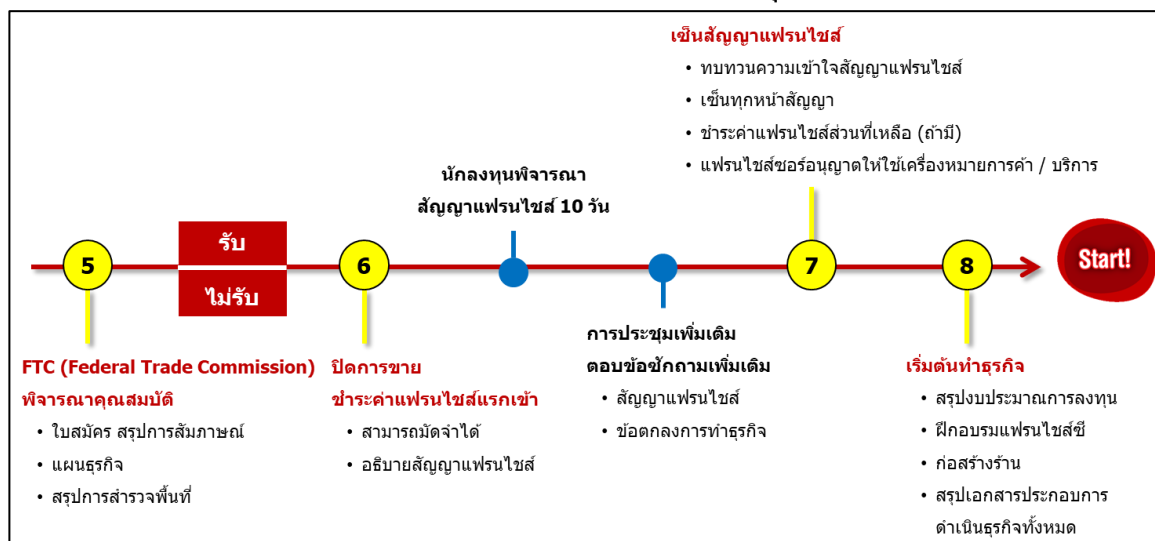 เซ็นสัญญาแฟรนไชส์
• ทบทวนความเข้าใจสัญญาแฟรนไชส์
• เซ็นทุกหน้าสัญญา
• ชำระค่าแฟรนไชส์ส่วนที่เหลือ (ถ้ามี)
• แฟรนไชส์ซอร์อนุญาตให้ใช้เครื่องหมายการค้า / บริการ
นักลงทุนพิจารณา
สัญญาแฟรนไชส์ 10 วัน
5
รับ
ไม่รับ
6
7
8
Start!
FTC (Federal Trade Commission)
พิจารณาคุณสมบัติ
• ใบสมัคร สรุปการสัมภาษณ์
• แผนธุรกิจ
• สรุปการสำรวจพื้นที่
ปิดการขาย
ชำระค่าแฟรนไชส์แรกเข้า
• สามารถมัดจำได้
• อธิบายสัญญาแฟรนไชส์
การประชุมเพิ่มเติม
ตอบข้อซักถามเพิ่มเติม
• สัญญาแฟรนไชส์
• ข้อตกลงการทำธุรกิจ
เริ่มต้นทำธุรกิจ
• สรุปงบประมาณการลงทุน
• ฝึกอบรมแฟรนไชส์ซี
• ก่อสร้างร้าน
• สรุปเอกสารประกอบการ
ดำเนินธุรกิจทั้งหมด